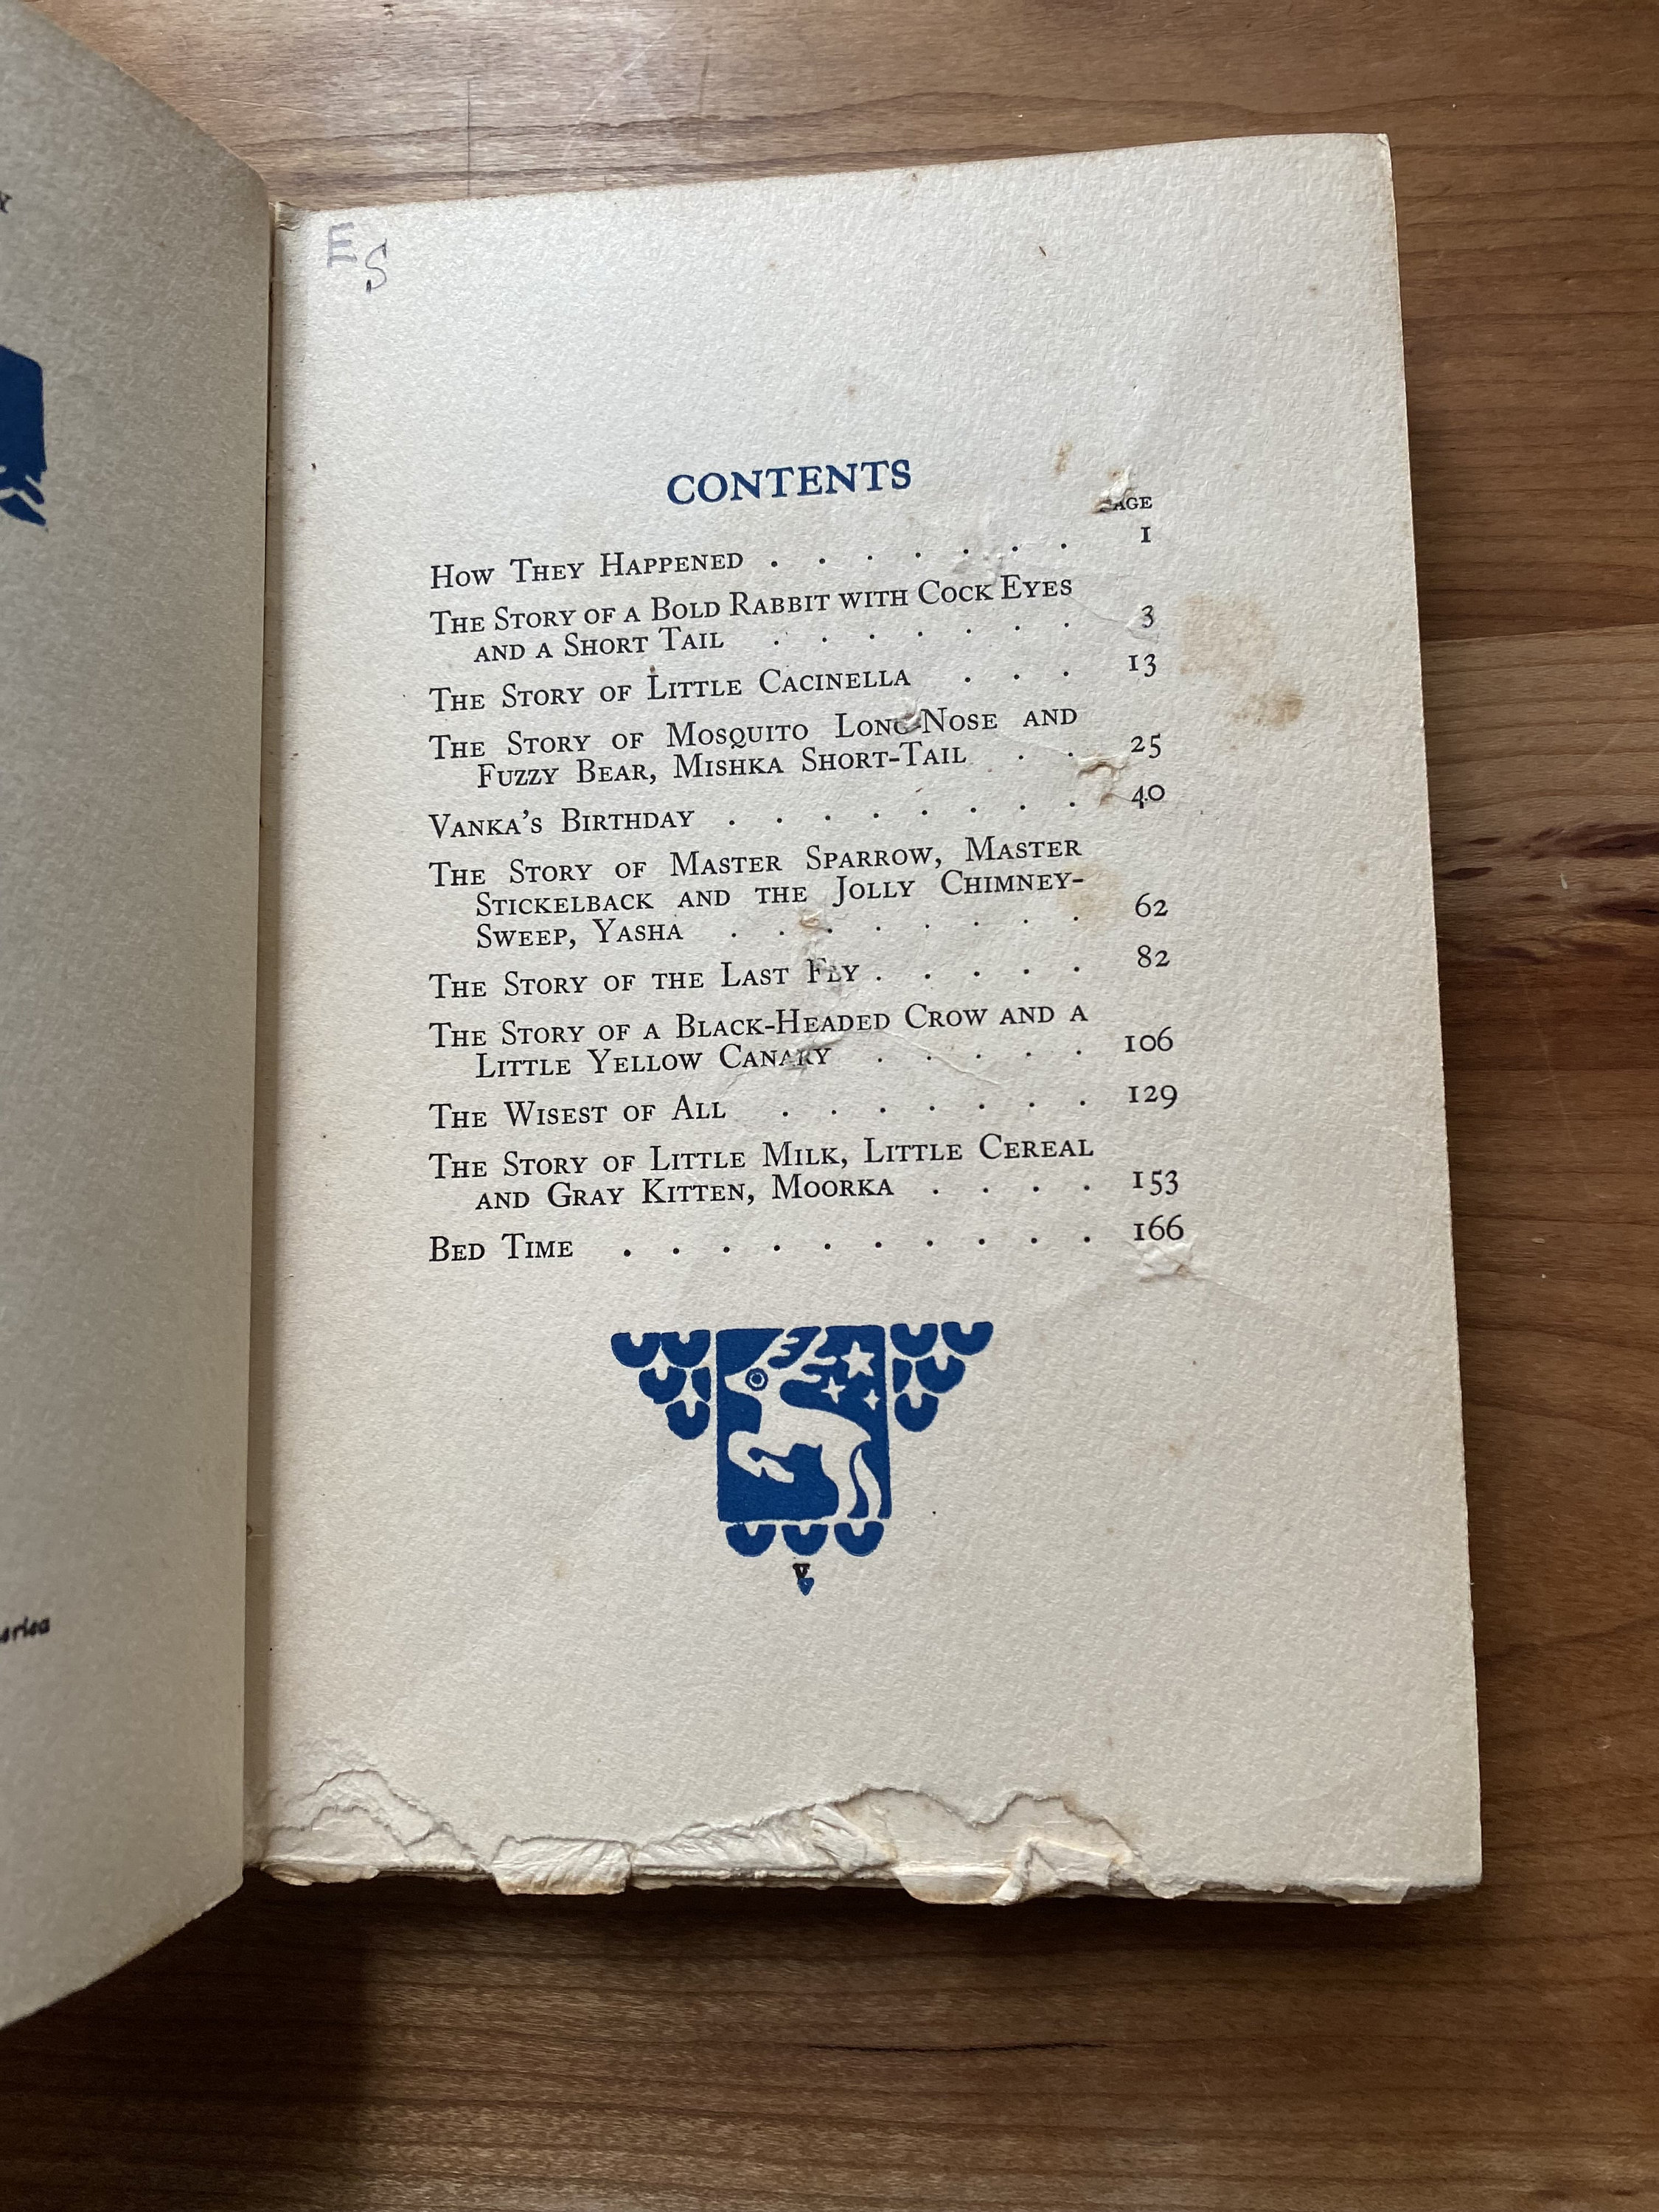 E
S
CONTENTS
PAGE
How They Happened . . . . . . . 1
The Story of a Bold Rabbit with Cock Eyes
and a Short Tail . . . . . . . 3
The Story of Little Cacinella . . . 13
The Story of Mosquito Long-Nose and
Fuzzy Bear, Mishka Short-Tail . . 25
Vanka's Birthday . . . . . . . . 40
The Story of Master Sparrow, Master
Stickelback and the Jolly Chimney-
Sweep, Yasha . . . . . . . . 62
The Story of the Last Fly . . . . . 82
The Story of a Black-Headed Crow and a
Little Yellow Canary . . . . . 106
The Wisest of All . . . . . . . 129
The Story of Little Milk, Little Cereal
and Gray Kitten, Moorka . . . . 153
Bed Time . . . . . . . . . . 166
V